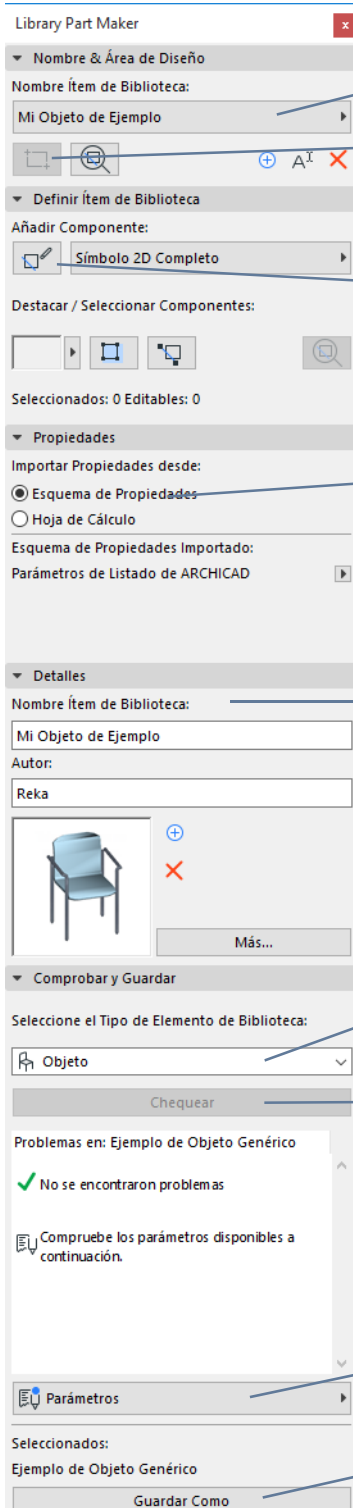 Library Part Maker
Nombre & Área de Diseño
Nombre Ítem de Biblioteca:
Mi Objeto de Ejemplo
Definir Ítem de Biblioteca
Añadir Componente:
Símbolo 2D Completo
Destacar / Seleccionar Componentes:
Seleccionados: 0 Editables: 0
Propiedades
Importar Propiedades desde:
Esquema de Propiedades
Hoja de Cálculo
Esquema de Propiedades Importado:
Parámetros de Listado de ARCHICAD
Detalles
Nombre Ítem de Biblioteca:
Mi Objeto de Ejemplo
Autor:
Reka
Más...
Comprobar y Guardar
Seleccione el Tipo de Elemento de Biblioteca:
Objeto
Chequear
Problemas en: Ejemplo de Objeto Genérico
No se encontraron problemas
Compruebe los parámetros disponibles a
continuación.
Parámetros
Seleccionados:
Ejemplo de Objeto Genérico
Guardar Como